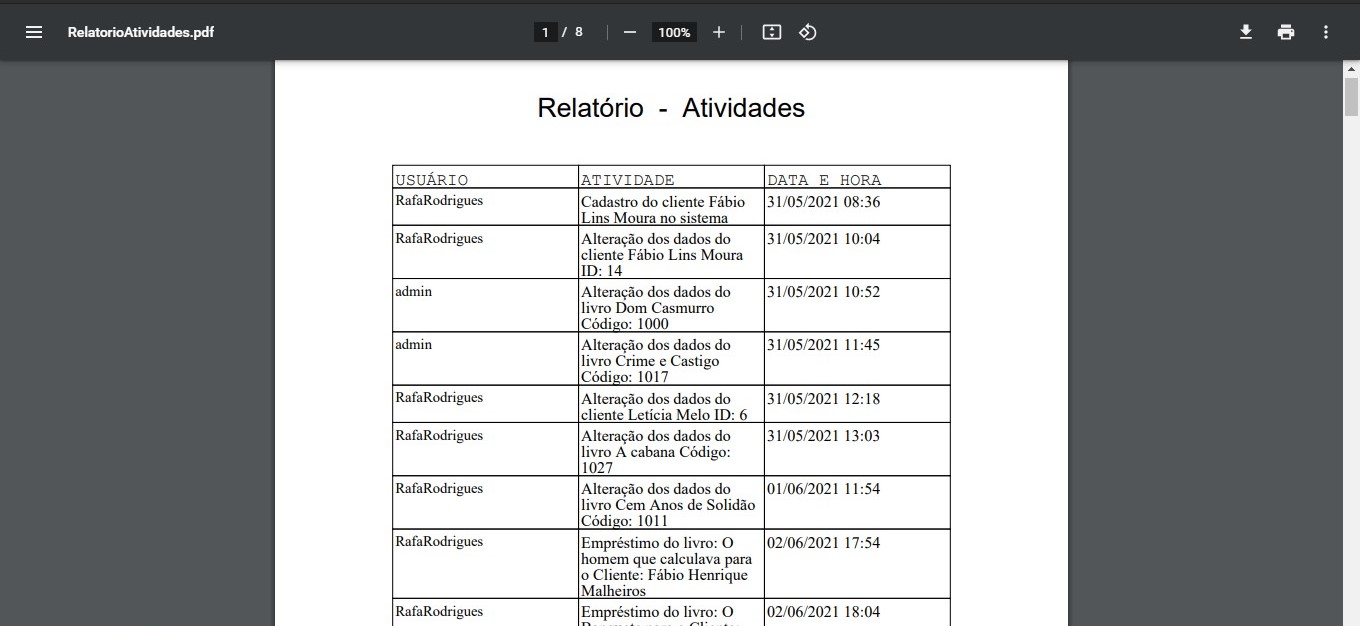 RelatorioAtividades.pdf
1 / 8
100%
Relatório - Atividades
USUÁRIO ATIVIDADE DATA E HORA
RafaRodrigues Cadastro do cliente Fábio 31/05/2021 08:36
Lins Moura no sistema
RafaRodrigues Alteração dos dados do 31/05/2021 10:04
cliente Fábio Lins Moura
ID: 14
admin Alteração dos dados do 31/05/2021 10:52
livro Dom Casmurro
Código: 1000
admin Alteração dos dados do 31/05/2021 11:45
livro Crime e Castigo
Código: 1017
RafaRodrigues Alteração dos dados do 31/05/2021 12:18
cliente Letícia Melo ID: 6
RafaRodrigues Alteração dos dados do 31/05/2021 13:03
livro A cabana Código:
1027
RafaRodrigues Alteração dos dados do 01/06/2021 11:54
livro Cem Anos de Solidão
Código: 1011
RafaRodrigues Empréstimo do livro: O 02/06/2021 17:54
homem que calculava para
o Cliente: Fábio Henrique
Malheiros
RafaRodrigues Empréstimo do livro: O 02/06/2021 18:04